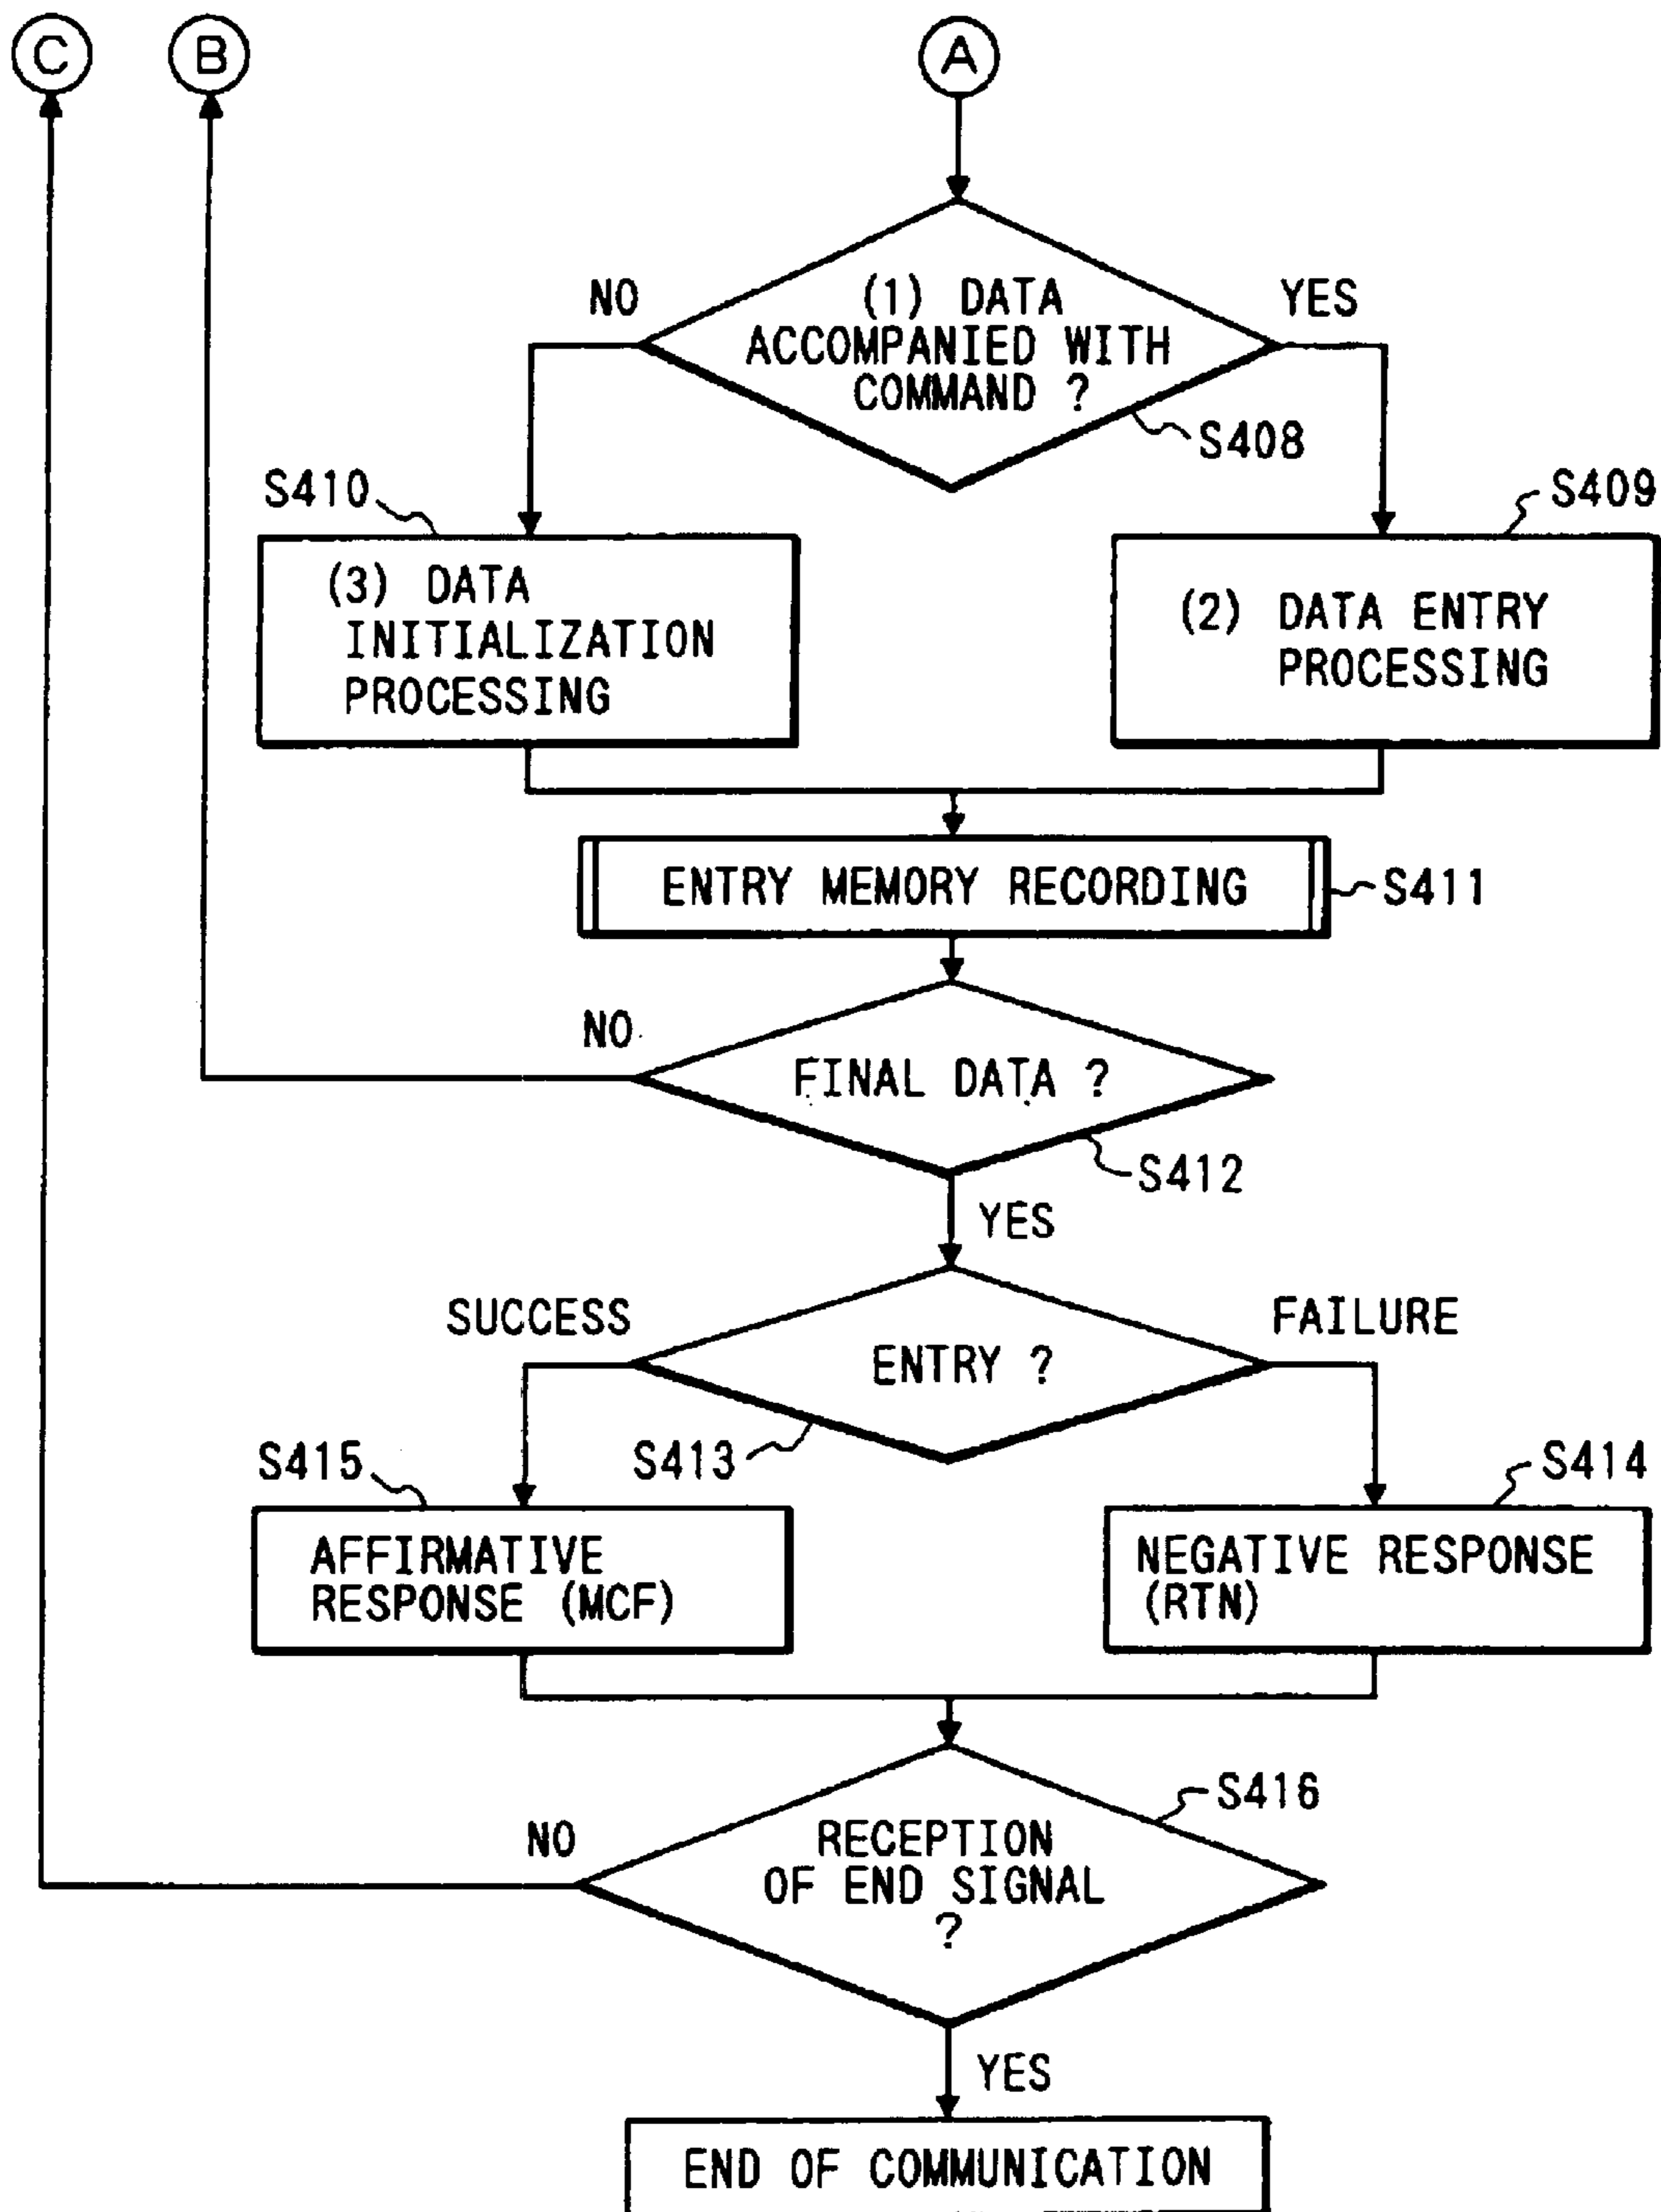 C
B
A
NO
(1) DATA
YES
ACCOMPANIED WITH
COMMAND ?
S408
S410
S409
(3) DATA
INITIALIZATION
PROCESSING
(2) DATA ENTRY
PROCESSING
ENTRY MEMORY RECORDING
S411
NO
FINAL DATA ?
S412
YES
SUCCESS
FAILURE
ENTRY ?
S415
S413
S414
AFFIRMATIVE
RESPONSE (MCF)
NEGATIVE RESPONSE
(RTN)
S416
NO
RECEPTION
OF END SIGNAL
?
YES
END OF COMMUNICATION